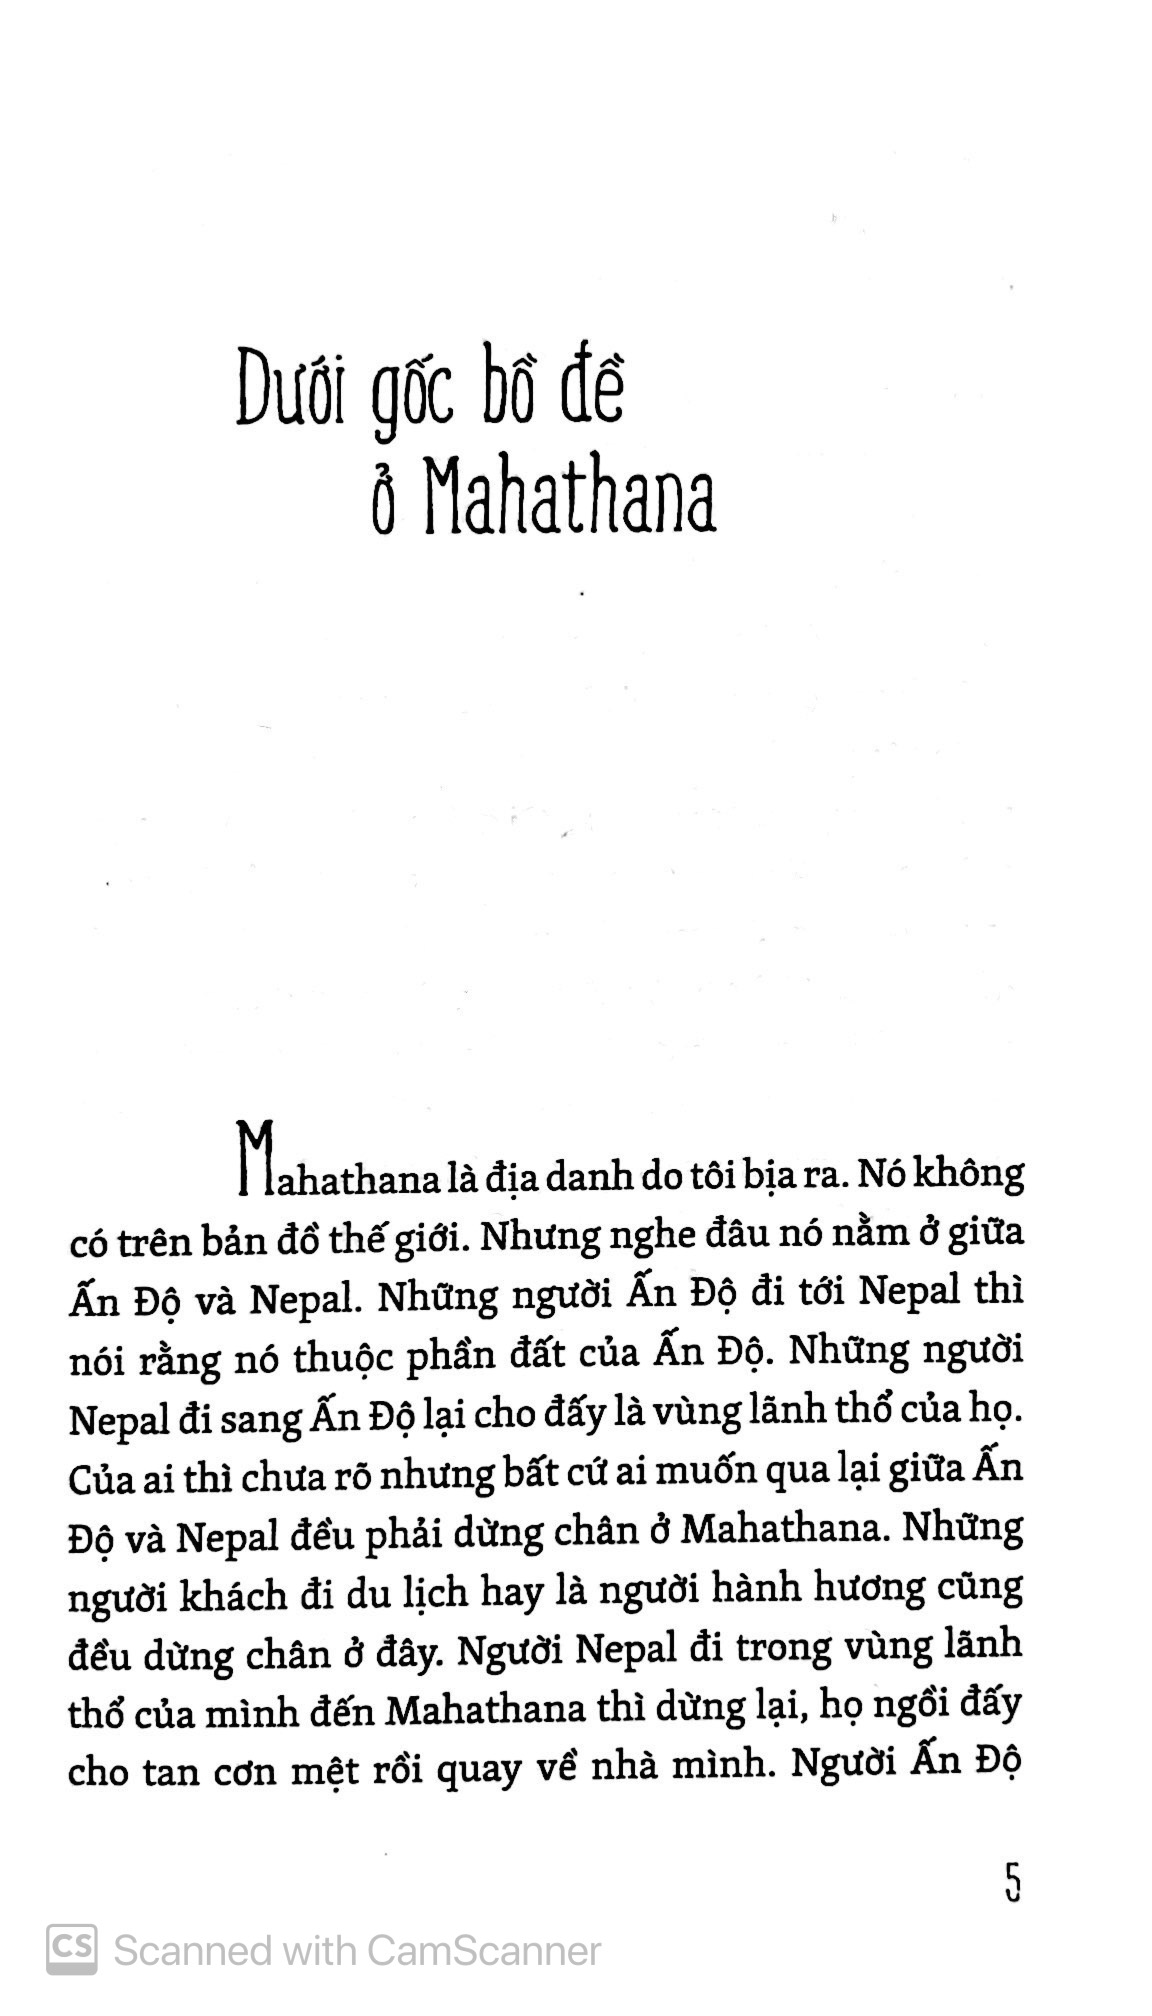 Dưới gốc bồ đề
ở Mahathana
Mahathana là địa danh do tôi bịa ra. Nó không
có trên bản đồ thế giới. Nhưng nghe đâu nó nằm ở giữa
Ấn Độ và Nepal. Những người Ấn Độ đi tới Nepal thì
nói rằng nó thuộc phần đất của Ấn Độ. Những người
Nepal đi sang Ấn Độ lại cho đấy là vùng lãnh thổ của họ.
Của ai thì chưa rõ nhưng bất cứ ai muốn qua lại giữa Ấn
Độ và Nepal đều phải dừng chân ở Mahathana. Những
người khách đi du lịch hay là người hành hương cũng
đều dừng chân ở đây. Người Nepal đi trong vùng lãnh
thổ của mình đến Mahathana thì dừng lại, họ ngồi đấy
cho tan cơn mệt rồi quay về nhà mình. Người Ấn Độ
5
CS Scanned with CamScanner